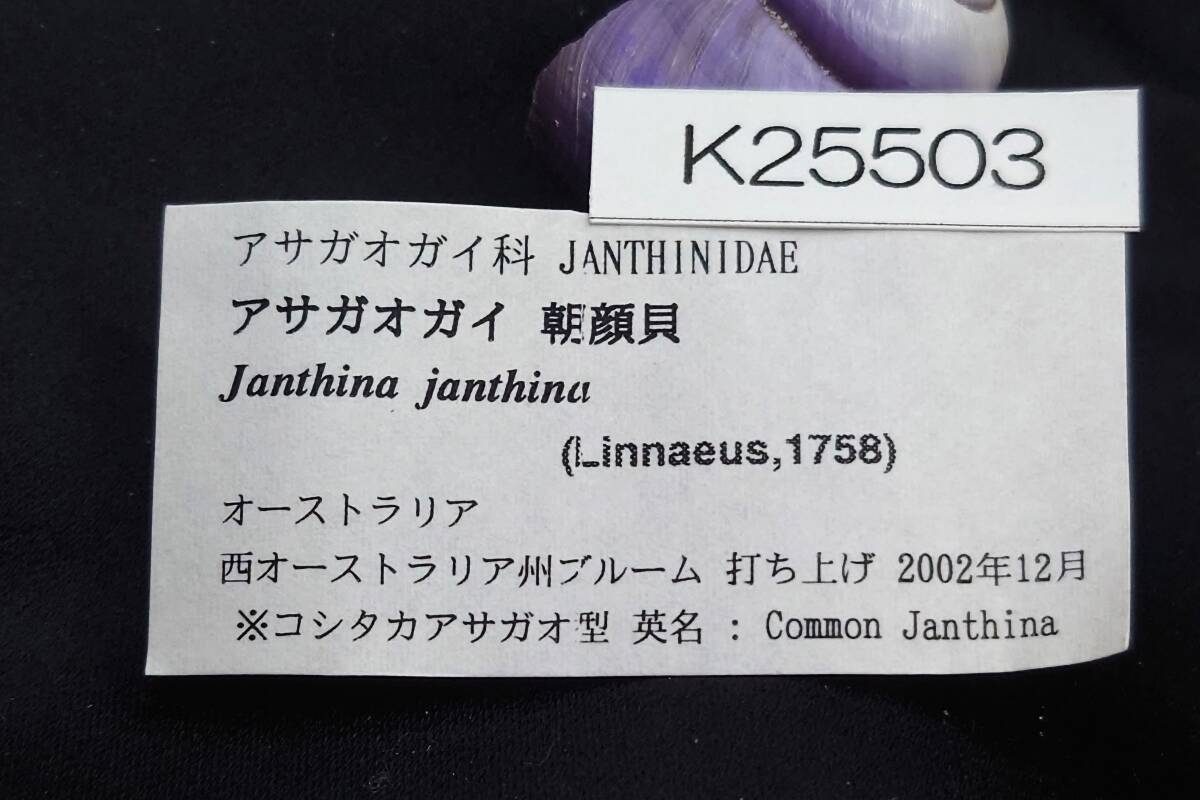 K25503
アサガオガイ科 JANTHINIDAE
アサガオガイ 朝顔貝
Janthina janthina
(Linnaeus,1758)
オーストラリア
西オーストラリア州ブルーム 打ち上げ 2002年12月
※コシタカアサガオ型 英名 : Common Janthina